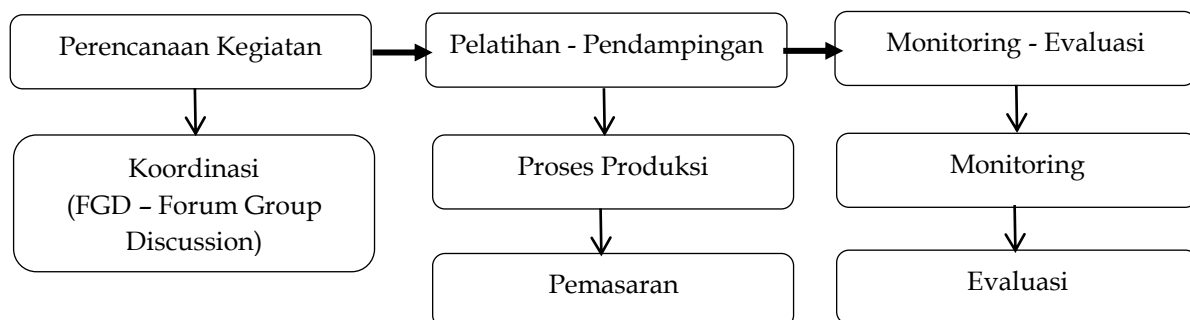 Perencanaan Kegiatan
Pelatihan - Pendampingan
Monitoring - Evaluasi
Koordinasi
(FGD – Forum Group
Discussion)
Proses Produksi
Monitoring
Pemasaran
Evaluasi